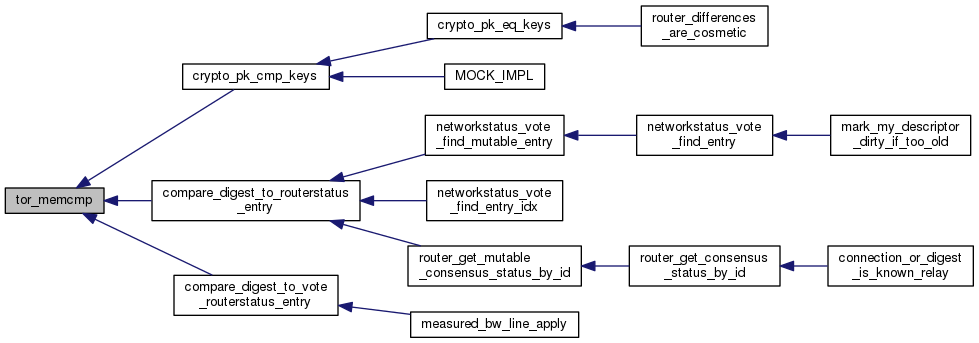 tor_memcmp
crypto_pk_cmp_keys
crypto_pk_eq_keys
router_differences
_are_cosmetic
MOCK_IMPL
compare_digest_to_routerstatus
_entry
networkstatus_vote
_find_mutable_entry
networkstatus_vote
_find_entry
mark_my_descriptor
_dirty_if_too_old
networkstatus_vote
_find_entry_idx
router_get_mutable
_consensus_status_by_id
router_get_consensus
_status_by_id
connection_or_digest
_is_known_relay
compare_digest_to_vote
_routerstatus_entry
measured_bw_line_apply